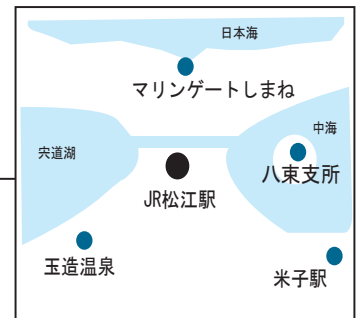 日本海
マリンゲートしまね
中海
宍道湖
八束支所
JR松江駅
玉造温泉
米子駅